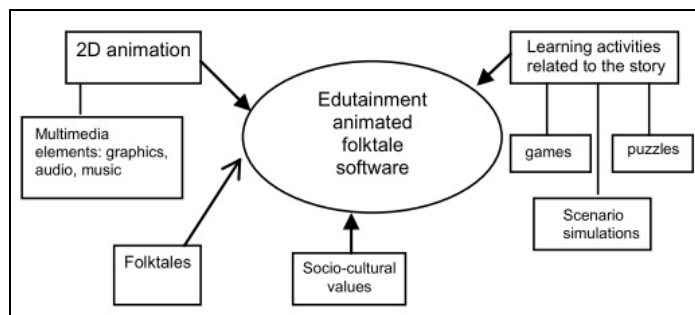 2D animation
Multimedia
elements: graphics,
audio, music
Folktales
Edutainment
animated
folktale
software
Socio-cultural
values
Learning activities
related to the story
games
puzzles
Scenario
simulations